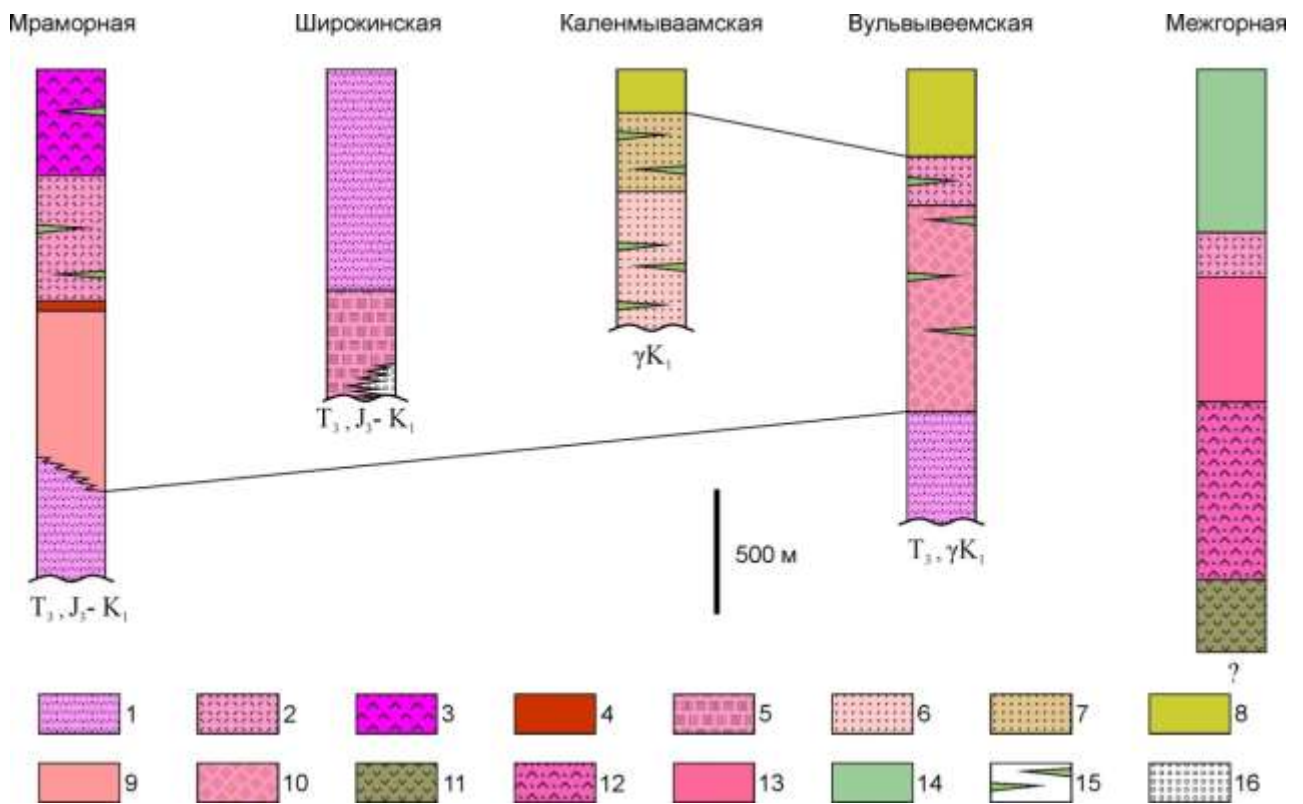 Мраморная Широкинская Каленмываамская Вульвывеемская Межгорная
γK₁
T₃, J₃- K₁
500 м
T₃, γK₁
T₃, J₃- K₁
?
1 2 3 4 5 6 7 8
9 10 11 12 13 14 15 16